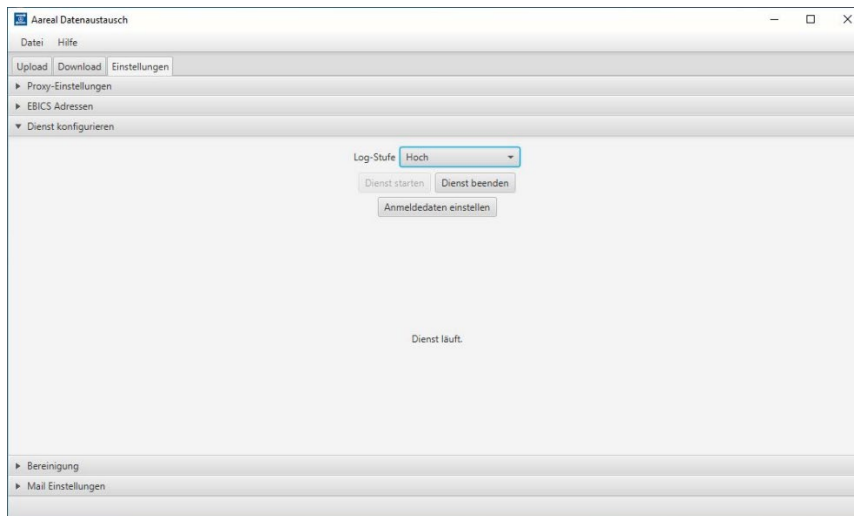 Aareal Datenaustausch
Datei Hilfe
Upload Download Einstellungen
Proxy-Einstellungen
EBICS Adressen
Dienst konfigurieren
Log-Stufe Hoch
Dienst starten Dienst beenden
Anmeldedaten einstellen
Dienst läuft.
Bereinigung
Mail Einstellungen